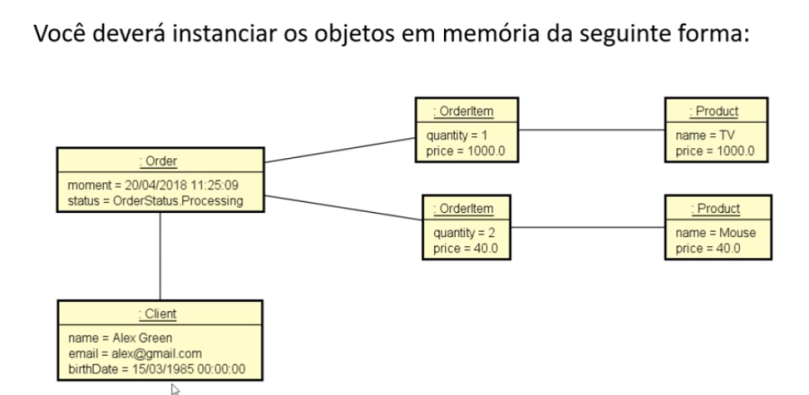 Você deverá instanciar os objetos em memória da seguinte forma:
: OrderItem
quantity = 1
price = 1000.0
: Product
name = TV
price = 1000.0
: Order
moment = 20/04/2018 11:25:09
status = OrderStatus.Processing
: OrderItem
quantity = 2
price = 40.0
: Product
name = Mouse
price = 40.0
: Client
name = Alex Green
email = alex@gmail.com
birthDate = 15/03/1985 00:00:00